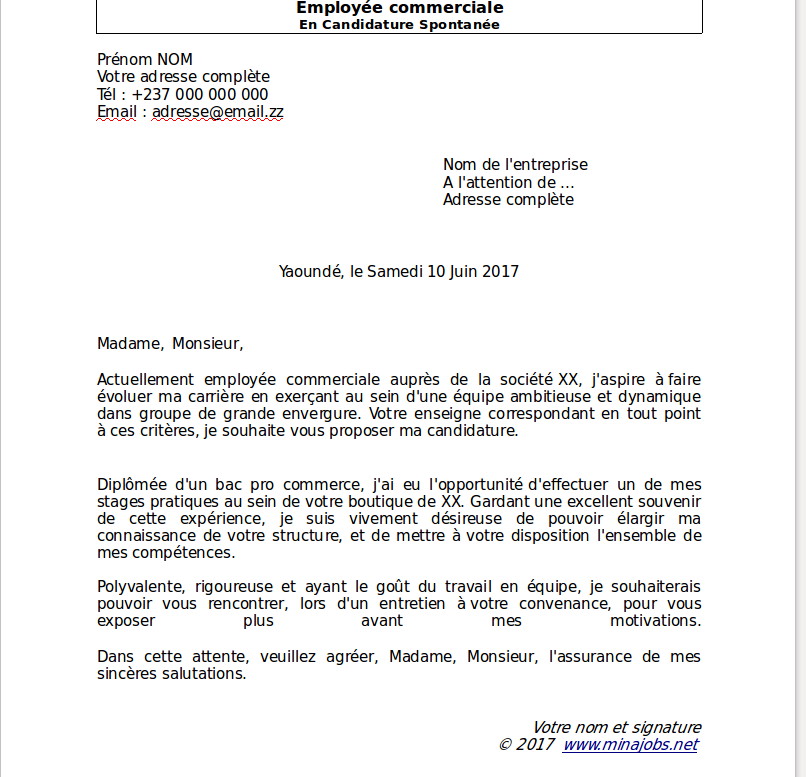 Employée commerciale
En Candidature Spontanée
Prénom NOM
Votre adresse complète
Tél : +237 000 000 000
Email : adresse@email.zz
Nom de l'entreprise
A l'attention de ...
Adresse complète
Yaoundé, le Samedi 10 Juin 2017
Madame, Monsieur,
Actuellement employée commerciale auprès de la société XX, j'aspire à faire
évoluer ma carrière en exerçant au sein d'une équipe ambitieuse et dynamique
dans groupe de grande envergure. Votre enseigne correspondant en tout point
à ces critères, je souhaite vous proposer ma candidature.
Diplômée d'un bac pro commerce, j'ai eu l'opportunité d'effectuer un de mes
stages pratiques au sein de votre boutique de XX. Gardant une excellent souvenir
de cette expérience, je suis vivement désireuse de pouvoir élargir ma
connaissance de votre structure, et de mettre à votre disposition l'ensemble de
mes compétences.
Polyvalente, rigoureuse et ayant le goût du travail en équipe, je souhaiterais
pouvoir vous rencontrer, lors d'un entretien à votre convenance, pour vous
exposer plus avant mes motivations.
Dans cette attente, veuillez agréer, Madame, Monsieur, l'assurance de mes
sincères salutations.
Votre nom et signature
© 2017 www.minajobs.net